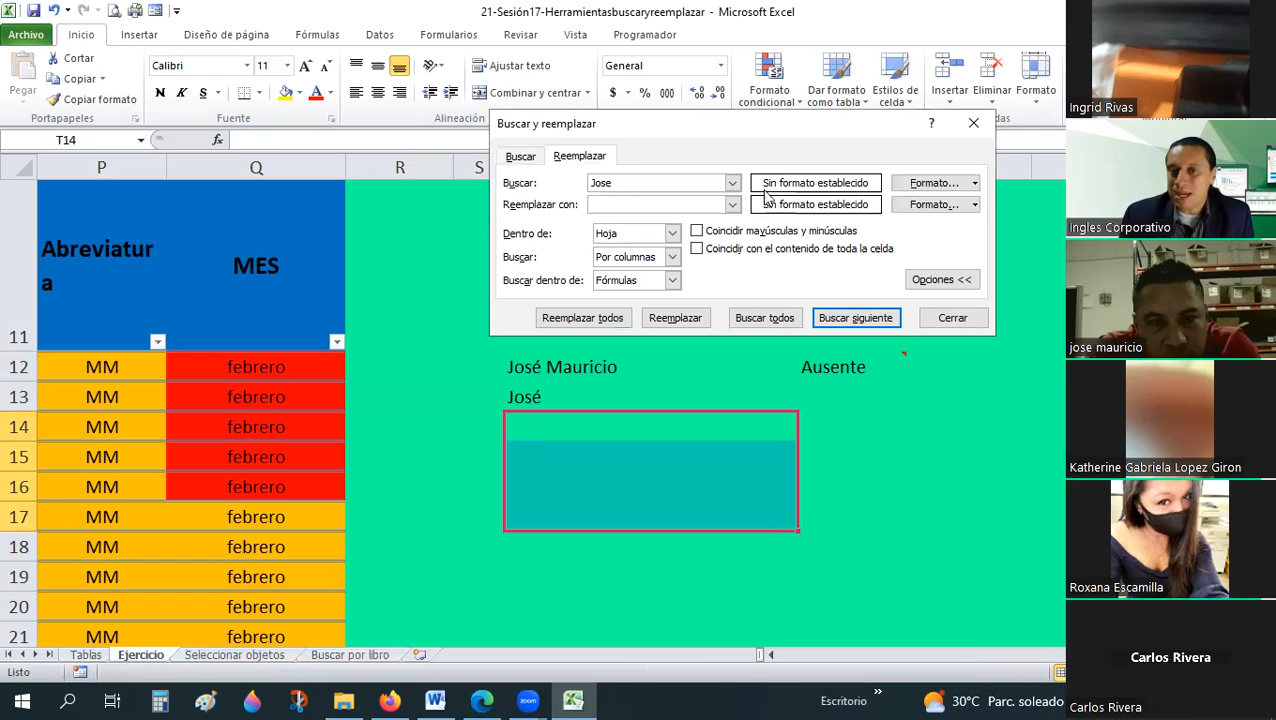 21-Sesión17-Herramientasbuscaryreemplazar - Microsoft Excel
Archivo Inicio Insertar Diseño de página Fórmulas Datos Formularios Revisar Vista Programador
Pegar
Cortar
Copiar
Copiar formato
Portapapeles
Calibri 11
N K S
Fuente
Ajustar texto
Combinar y centrar
Alineación
General
$ % 000
Formato condicional
Dar formato como tabla
Estilos de celda
Insertar
Eliminar
Formato
T14
fx
Buscar y reemplazar
?
Buscar Reemplazar
Buscar: Jose Sin formato establecido Formato...
Reemplazar con: formato establecido Formato...
Dentro de: Hoja Coincidir mayúsculas y minúsculas
Buscar: Por columnas Coincidir con el contenido de toda la celda
Buscar dentro de: Fórmulas Opciones <<
Reemplazar todos Reemplazar Buscar todos Buscar siguiente Cerrar
P Q R S
11 Abreviatur
a
MES
12 MM febrero José Mauricio Ausente
13 MM febrero José
14 MM febrero
15 MM febrero
16 MM febrero
17 MM febrero
18 MM febrero
19 MM febrero
20 MM febrero
21 MM febrero
Tablas Ejercicio Seleccionar objetos Buscar por libro
Listo
zoom
Escritorio
30°C Parc. soleado
Ingrid Rivas
Ingles Corporativo
jose mauricio
Katherine Gabriela Lopez Giron
Roxana Escamilla
Carlos Rivera
Carlos Rivera